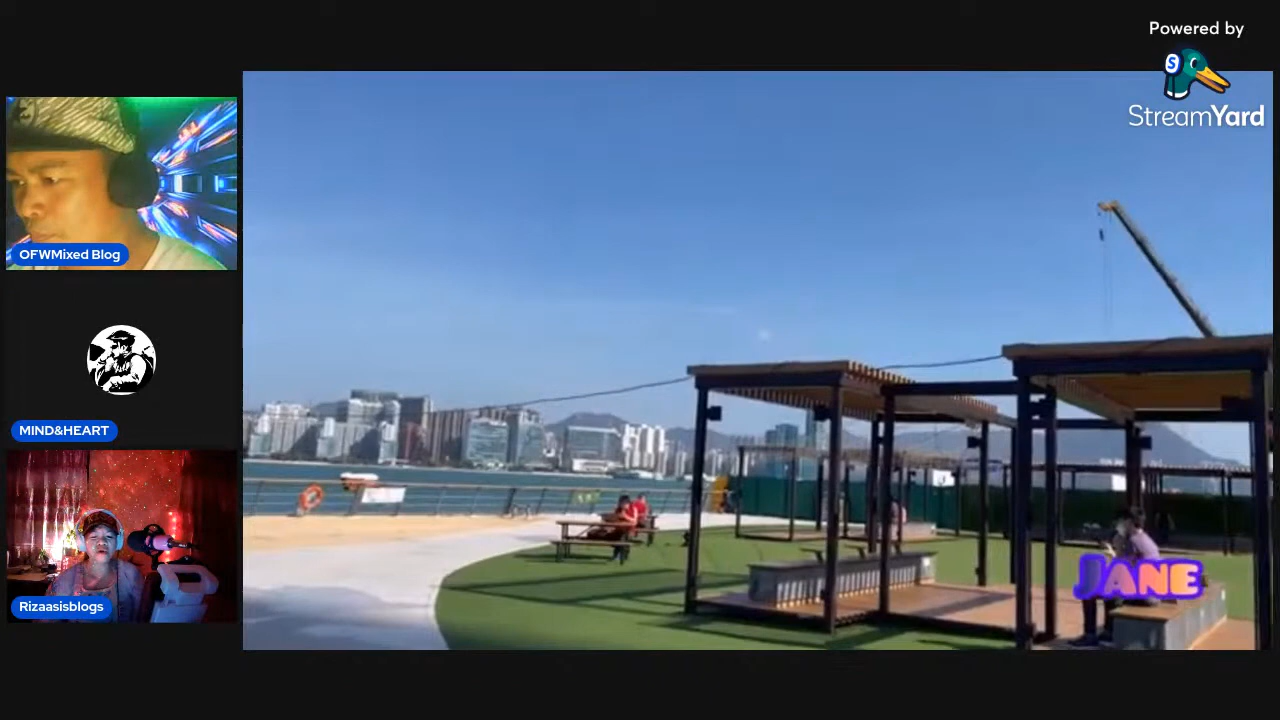 Powered by
StreamYard
OFWMixed Blog
MIND&HEART
Rizaasisblogs
JANE